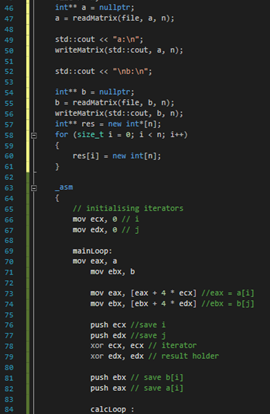 46 int** a = nullptr;
47 a = readMatrix(file, a, n);
48
49 std::cout << "a:\n";
50 writeMatrix(std::cout, a, n);
51
52 std::cout << "\nb:\n";
53
54 int** b = nullptr;
55 b = readMatrix(file, b, n);
56 writeMatrix(std::cout, b, n);
57 int** res = new int*[n];
58 for (size_t i = 0; i < n; i++)
59 {
60 res[i] = new int[n];
61 }
62
63 _asm
64 {
65 // initialising iterators
66 mov ecx, 0 // i
67 mov edx, 0 // j
68
69 mainLoop:
70 mov eax, a
71 mov ebx, b
72
73 mov eax, [eax + 4 * ecx] //eax = a[i]
74 mov ebx, [ebx + 4 * edx] //ebx = b[j]
75
76 push ecx //save i
77 push edx //save j
78 xor ecx, ecx // iterator
79 xor edx, edx // result holder
80
81 push ebx // save b[i]
82 push eax // save a[i]
83
84 calcLoop :